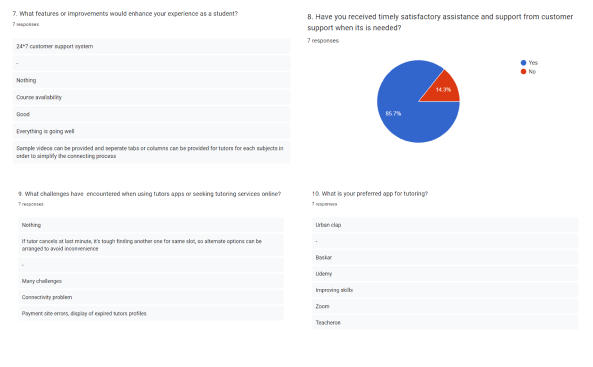 7. What features or improvements would enhance your experience as a student?
7 responses
24*7 customer support system
-
Nothing
Course availability
Good
Everything is going well
Sample videos can be provided and seperate tabs or columns can be provided for tutors for each subjects in
order to simplify the connecting process
8. Have you received timely satisfactory assistance and support from customer
support when its is needed?
7 responses
Yes
No
14.3%
85.7%
9. What challenges have encountered when using tutors apps or seeking tutoring services online?
7 responses
Nothing
if tutor cancels at last minute, it's tough finding another one for same slot, so alternate options can be
arranged to avoid inconvenience
-
Many challenges
Connectivity problem
Payment site errors, display of expired tutors profiles
10. What is your preferred app for tutoring?
7 responses
Urban clap
-
Baskar
Udemy
Improving skills
Zoom
Teacheron